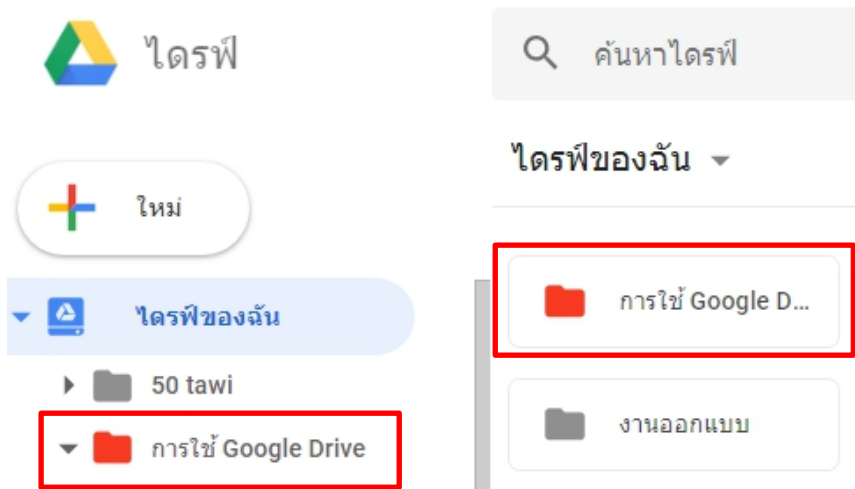 ไดรฟ์
ค้นหาไดรฟ์
ใหม่
ไดรฟ์ของฉัน
50 tawi
การใช้ Google Drive
ไดรฟ์ของฉัน
การใช้ Google D...
งานออกแบบ